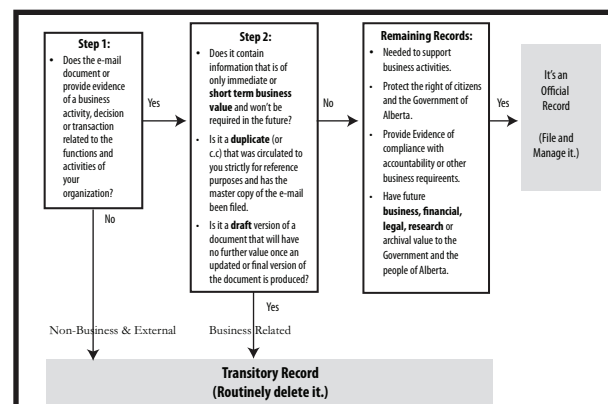 Step 1:
• Does the e-mail
document or
provide evidence
of a business
activity, decision
or transaction
related to the
functions and
activities of
your
organization?
Yes
No
Step 2:
• Does it contain
information that is of
only immediate or
short term business
value and won't be
required in the future?
• Is it a duplicate (or
c.c) that was circulated to
you strictly for reference
purposes and has the
master copy of the e-mail
been filed.
• Is it a draft version of a
document that will have
no further value once an
updated or final version of
the document is produced?
No
Yes
Remaining Records:
• Needed to support
business activities.
• Protect the right of citizens
and the Government of
Alberta.
• Provide Evidence of
compliance with
accountability or other
business requireents.
• Have future
business, financial,
legal, research or
archival value to the
Government and the
people of Alberta.
Yes
It's an
Official
Record
(File and
Manage it.)
Non-Business & External
Business Related
Transitory Record
(Routinely delete it.)